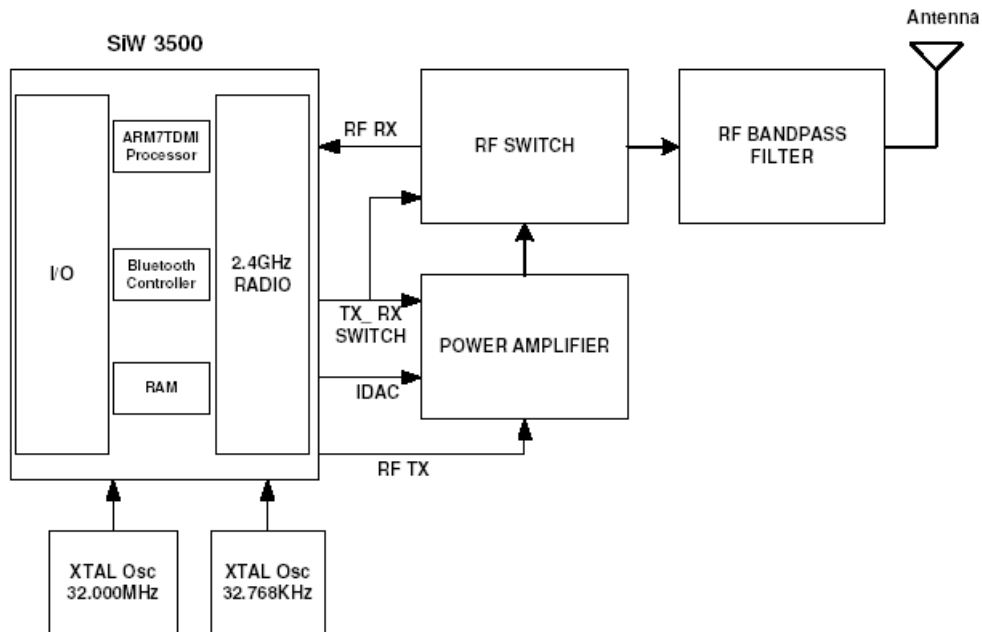 Antenna
SiW 3500
ARM7TDMI
Processor
RF RX
RF SWITCH
RF BANDPASS
FILTER
I/O
Bluetooth
Controller
2.4GHz
RADIO
TX_ RX
SWITCH
POWER AMPLIFIER
RAM
IDAC
RF TX
XTAL Osc
32.000MHz
XTAL Osc
32.768KHz